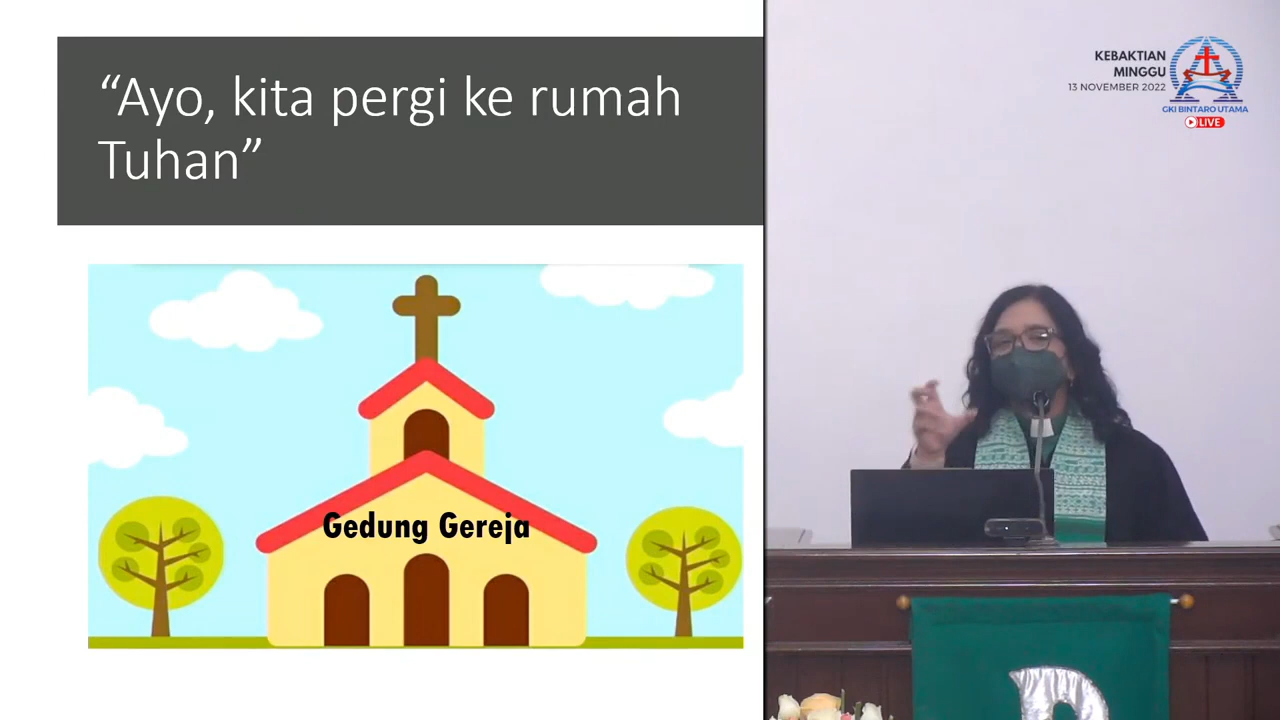 “Ayo, kita pergi ke rumah
Tuhan”
Gedung Gereja
KEBAKTIAN
MINGGU
13 NOVEMBER 2022
GKI BINTARO UTAMA
LIVE